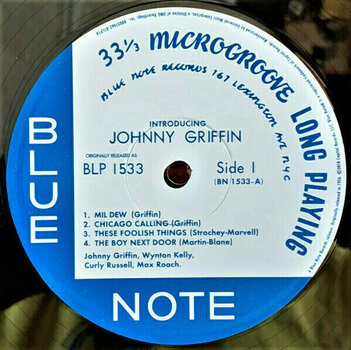 33⅓ MICROGROOVE LONG PLAYING
BLUE NOTE RECORDS 767 LEXINGTON AVE NYC
INTRODUCING
JOHNNY GRIFFIN
ORIGINALLY RELEASED AS
BLP 1533
Side 1
(BN 1533-A)
1. MIL DEW (Griffin)
2. CHICAGO CALLING (Griffin)
3. THESE FOOLISH THINGS (Strochey-Marvell)
4. THE BOY NEXT DOOR (Martin-Blane)
Johnny Griffin, Wynton Kelly,
Curly Russell, Max Roach.
BLUE
NOTE